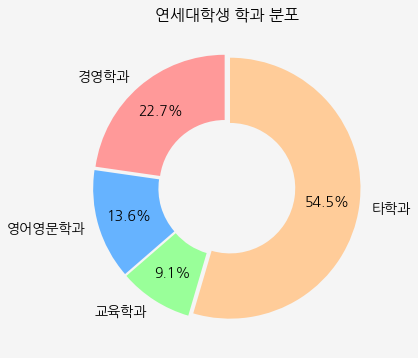 연세대학생 학과 분포
경영학과
22.7%
54.5%
타학과
13.6%
영어영문학과
9.1%
교육학과